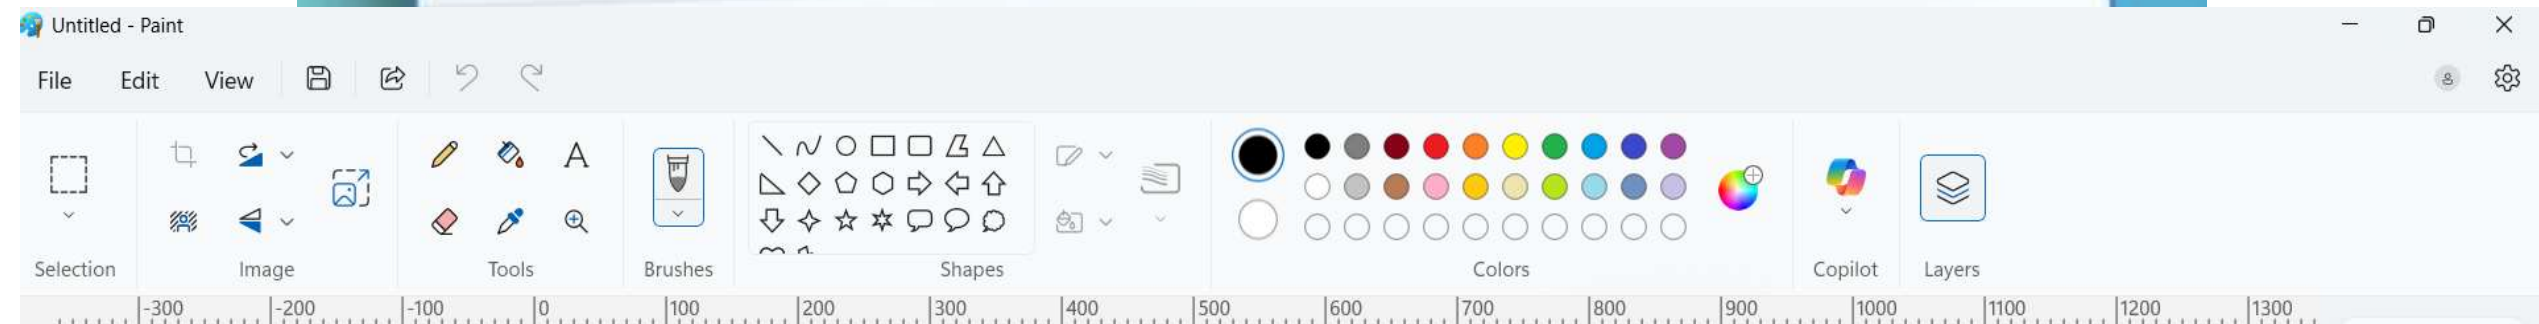 Untitled - Paint
File Edit View
A
Selection Image Tools Brushes Shapes Colors Copilot Layers
-300 -200 -100 0 100 200 300 400 500 600 700 800 900 1000 1100 1200 1300